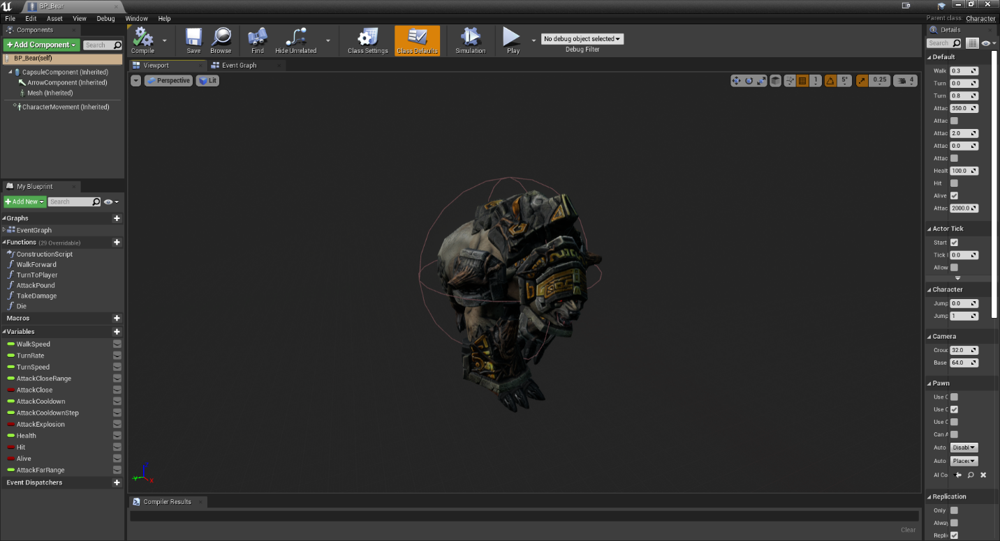 BP_Bear
File Edit Asset View Debug Window Help
Parent class: Character
Components
+Add Component
Search
BP_Bear(self)
CapsuleComponent (Inherited)
ArrowComponent (Inherited)
Mesh (Inherited)
CharacterMovement (Inherited)
My Blueprint
+Add New
Search
Graphs
EventGraph
Functions (29 Overridable)
ConstructionScript
WalkForward
TurnToPlayer
AttackPound
TakeDamage
Die
Macros
Variables
WalkSpeed
TurnRate
TurnSpeed
AttackCloseRange
AttackClose
AttackCooldown
AttackCooldownStep
AttackExplosion
Health
Hit
Alive
AttackFarRange
Event Dispatchers
Compile Save Browse Find Hide Unrelated Class Settings Class Defaults Simulation Play
No debug object selected
Debug Filter
Viewport Event Graph
Perspective Lit
1 5° 0.25 4
Z
Y X
Compiler Results
Clear
Details
Search
Default
Walk 0.3
Turn 0.0
Turn 0.8
Attac 350.0
Attac
Attac 2.0
Attac 0.0
Attac
Healt 100.0
Hit
Alive
Attac 2000.0
Actor Tick
Start
Tick I 0.0
Allow
Character
Jump 0.0
Jump 1
Camera
Crouc 32.0
Base 64.0
Pawn
Use C
Use C
Use C
Can A
Auto Disabl
Auto Placec
AI Co
Replication
Only
Alway
Repli